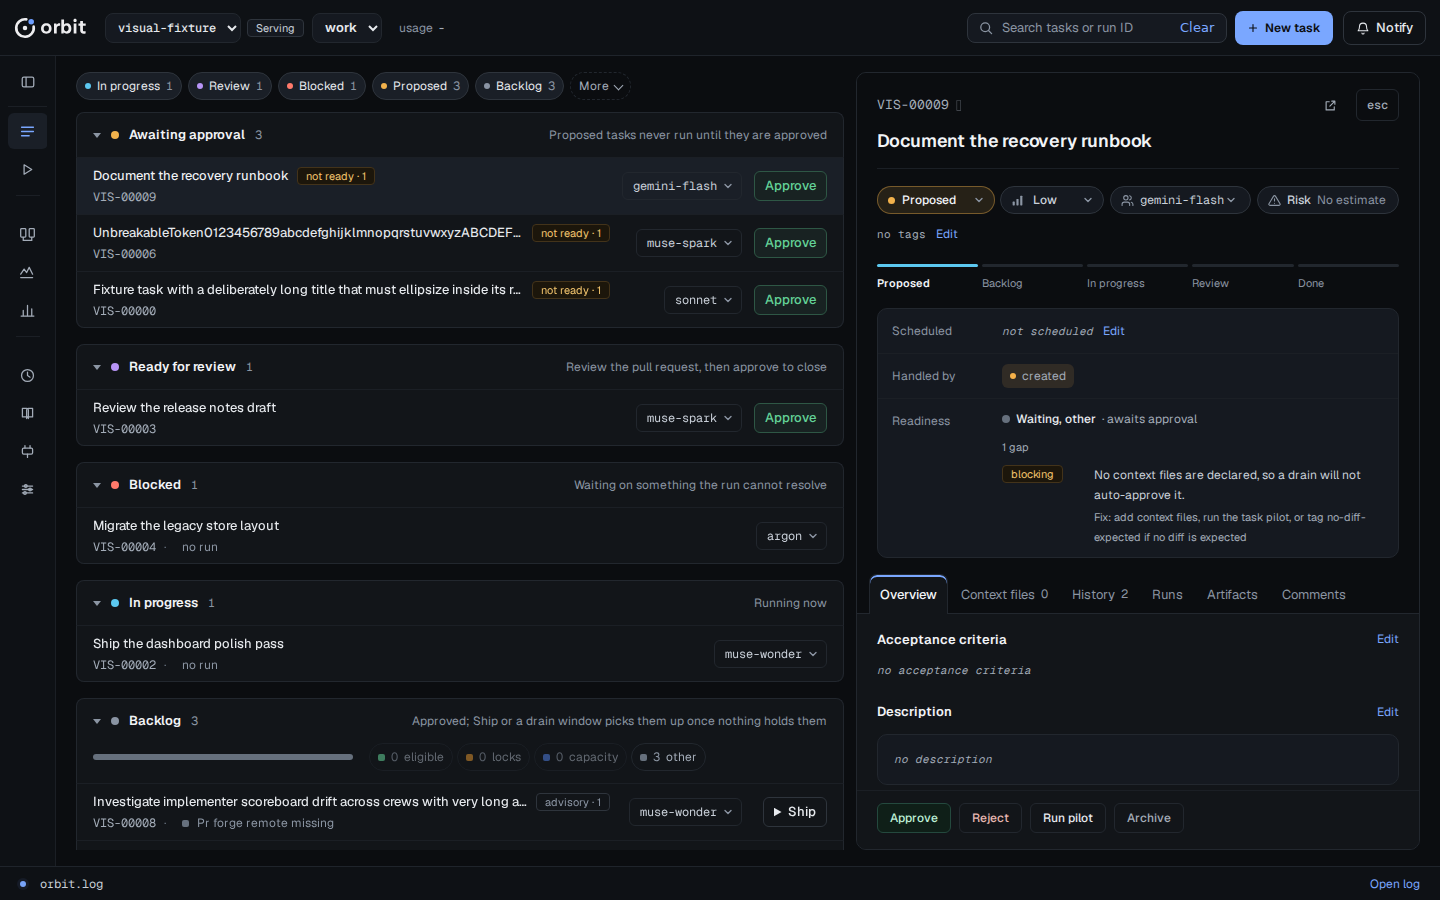 orbit
visual-fixture
Serving
work
usage -
Search tasks or run ID
Clear
+ New task
Notify
In progress 1
Review 1
Blocked 1
Proposed 3
Backlog 3
More
Awaiting approval 3
Proposed tasks never run until they are approved
Document the recovery runbook
not ready · 1
VIS-00009
gemini-flash
Approve
UnbreakableToken0123456789abcdefghijklmnopqrstuvwxyzABCDEF…
not ready · 1
VIS-00006
muse-spark
Approve
Fixture task with a deliberately long title that must ellipsize inside its r…
not ready · 1
VIS-00000
sonnet
Approve
Ready for review 1
Review the pull request, then approve to close
Review the release notes draft
VIS-00003
muse-spark
Approve
Blocked 1
Waiting on something the run cannot resolve
Migrate the legacy store layout
VIS-00004 · no run
argon
In progress 1
Running now
Ship the dashboard polish pass
VIS-00002 · no run
muse-wonder
Backlog 3
Approved; Ship or a drain window picks them up once nothing holds them
0 eligible
0 locks
0 capacity
3 other
Investigate implementer scoreboard drift across crews with very long a…
advisory · 1
VIS-00008 · Pr forge remote missing
muse-wonder
Ship
VIS-00009
esc
Document the recovery runbook
Proposed
Low
gemini-flash
Risk No estimate
no tags Edit
Proposed
Backlog
In progress
Review
Done
Scheduled
not scheduled Edit
Handled by
created
Readiness
Waiting, other · awaits approval
1 gap
blocking
No context files are declared, so a drain will not
auto-approve it.
Fix: add context files, run the task pilot, or tag no-diff-
expected if no diff is expected
Overview
Context files 0
History 2
Runs
Artifacts
Comments
Acceptance criteria
Edit
no acceptance criteria
Description
Edit
no description
Approve
Reject
Run pilot
Archive
orbit.log
Open log